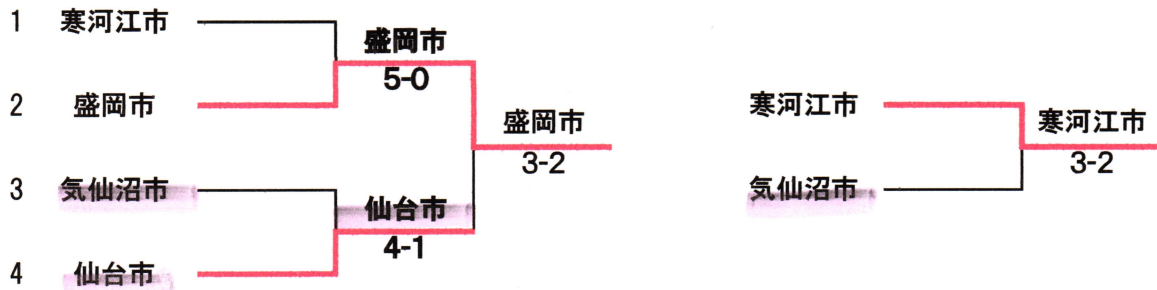 1 寒河江市
盛岡市
5-0
2 盛岡市
盛岡市
3-2
3 気仙沼市
仙台市
4-1
4 仙台市
寒河江市
寒河江市
3-2
気仙沼市